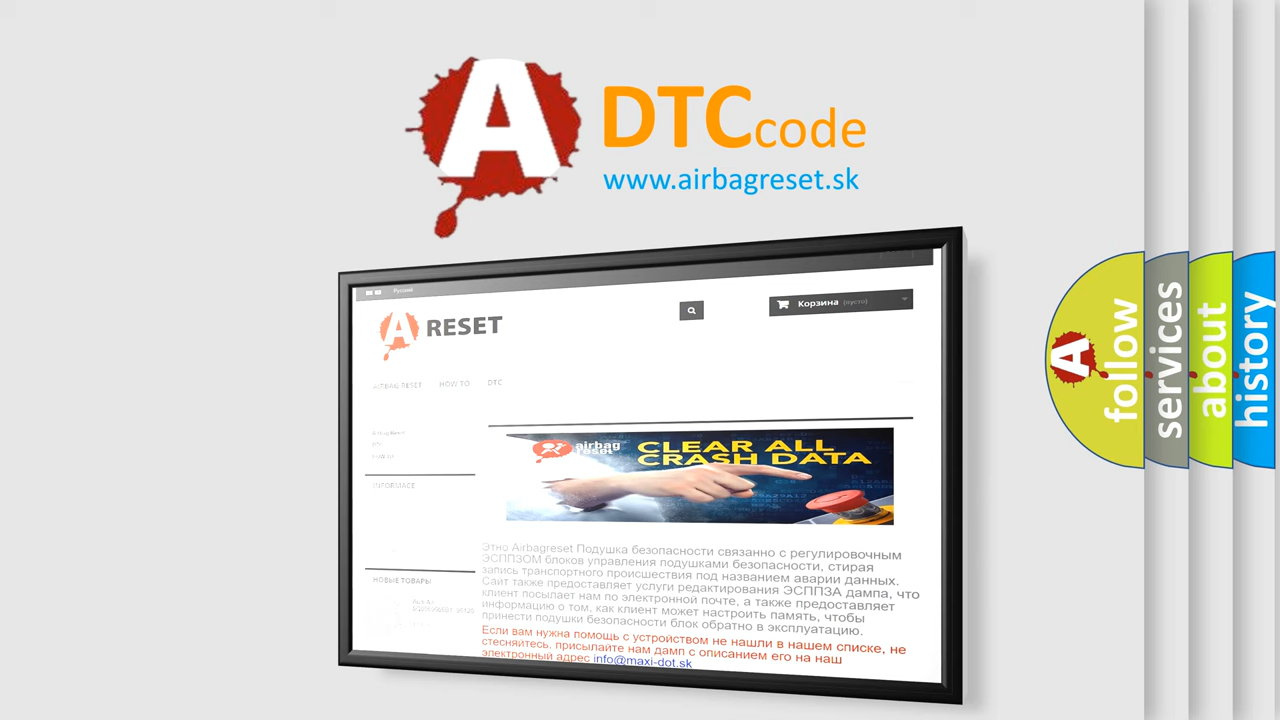 A DTC code
www.airbagreset.sk
Русский
A RESET
Корзина (пусто)
AIRBAG RESET HOW TO DTC
INFORMACE
airbag
reset
CLEAR ALL
CRASH DATA
Этно Airbagreset Подушка безопасности связанно с регулировочным
ЭСППЗОМ блоков управления подушками безопасности, стирая
запись транспортного происшествия под названием аварии данных.
Сайт также предоставляет услуги редактирования ЭСППЗА дампа, что
клиент посылает нам по электронной почте, а также предоставляет
информацию о том, как клиент может настроить память, чтобы
принести подушки безопасности блок обратно в эксплуатацию.
Если вам нужна помощь с устройством не нашли в нашем списке, не
стесняйтесь, присылайте нам дамп с описанием его на наш
электронный адрес info@maxi-dot.sk
НОВЫЕ ТОВАРЫ
A
follow
services
about
history